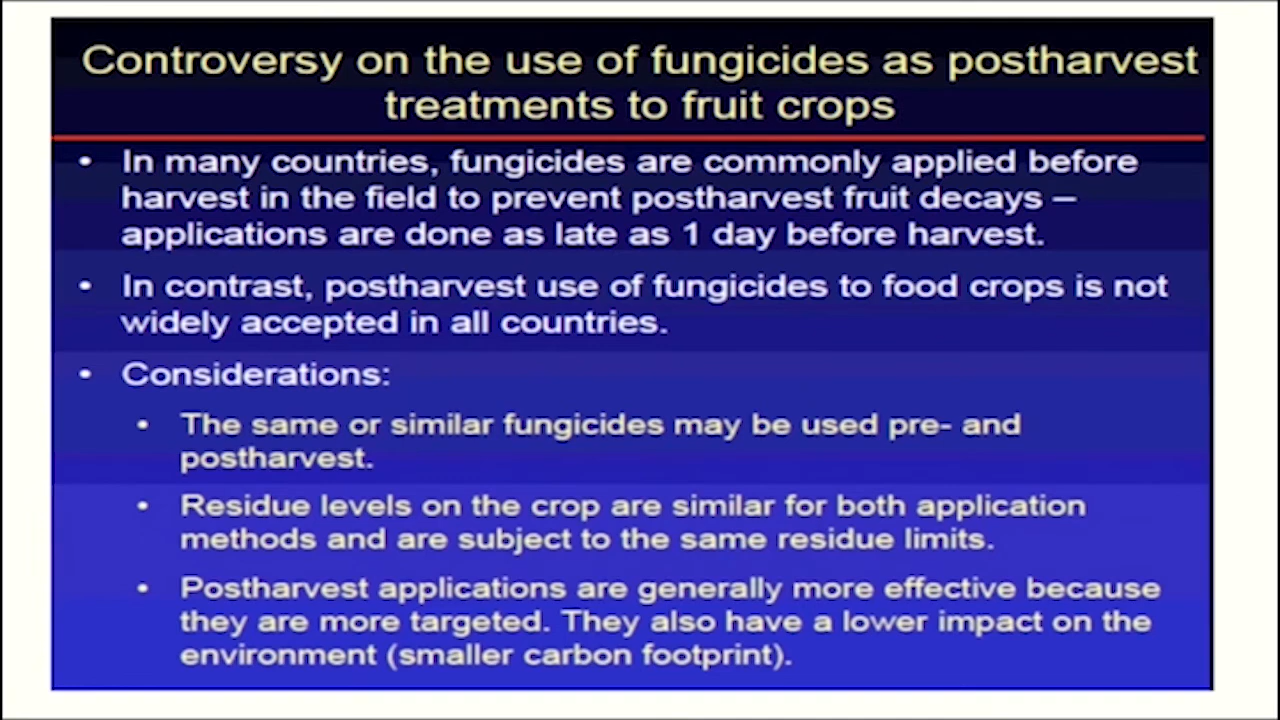 Controversy on the use of fungicides as postharvest
treatments to fruit crops
• In many countries, fungicides are commonly applied before
harvest in the field to prevent postharvest fruit decays –
applications are done as late as 1 day before harvest.
• In contrast, postharvest use of fungicides to food crops is not
widely accepted in all countries.
• Considerations:
• The same or similar fungicides may be used pre- and
postharvest.
• Residue levels on the crop are similar for both application
methods and are subject to the same residue limits.
• Postharvest applications are generally more effective because
they are more targeted. They also have a lower impact on the
environment (smaller carbon footprint).